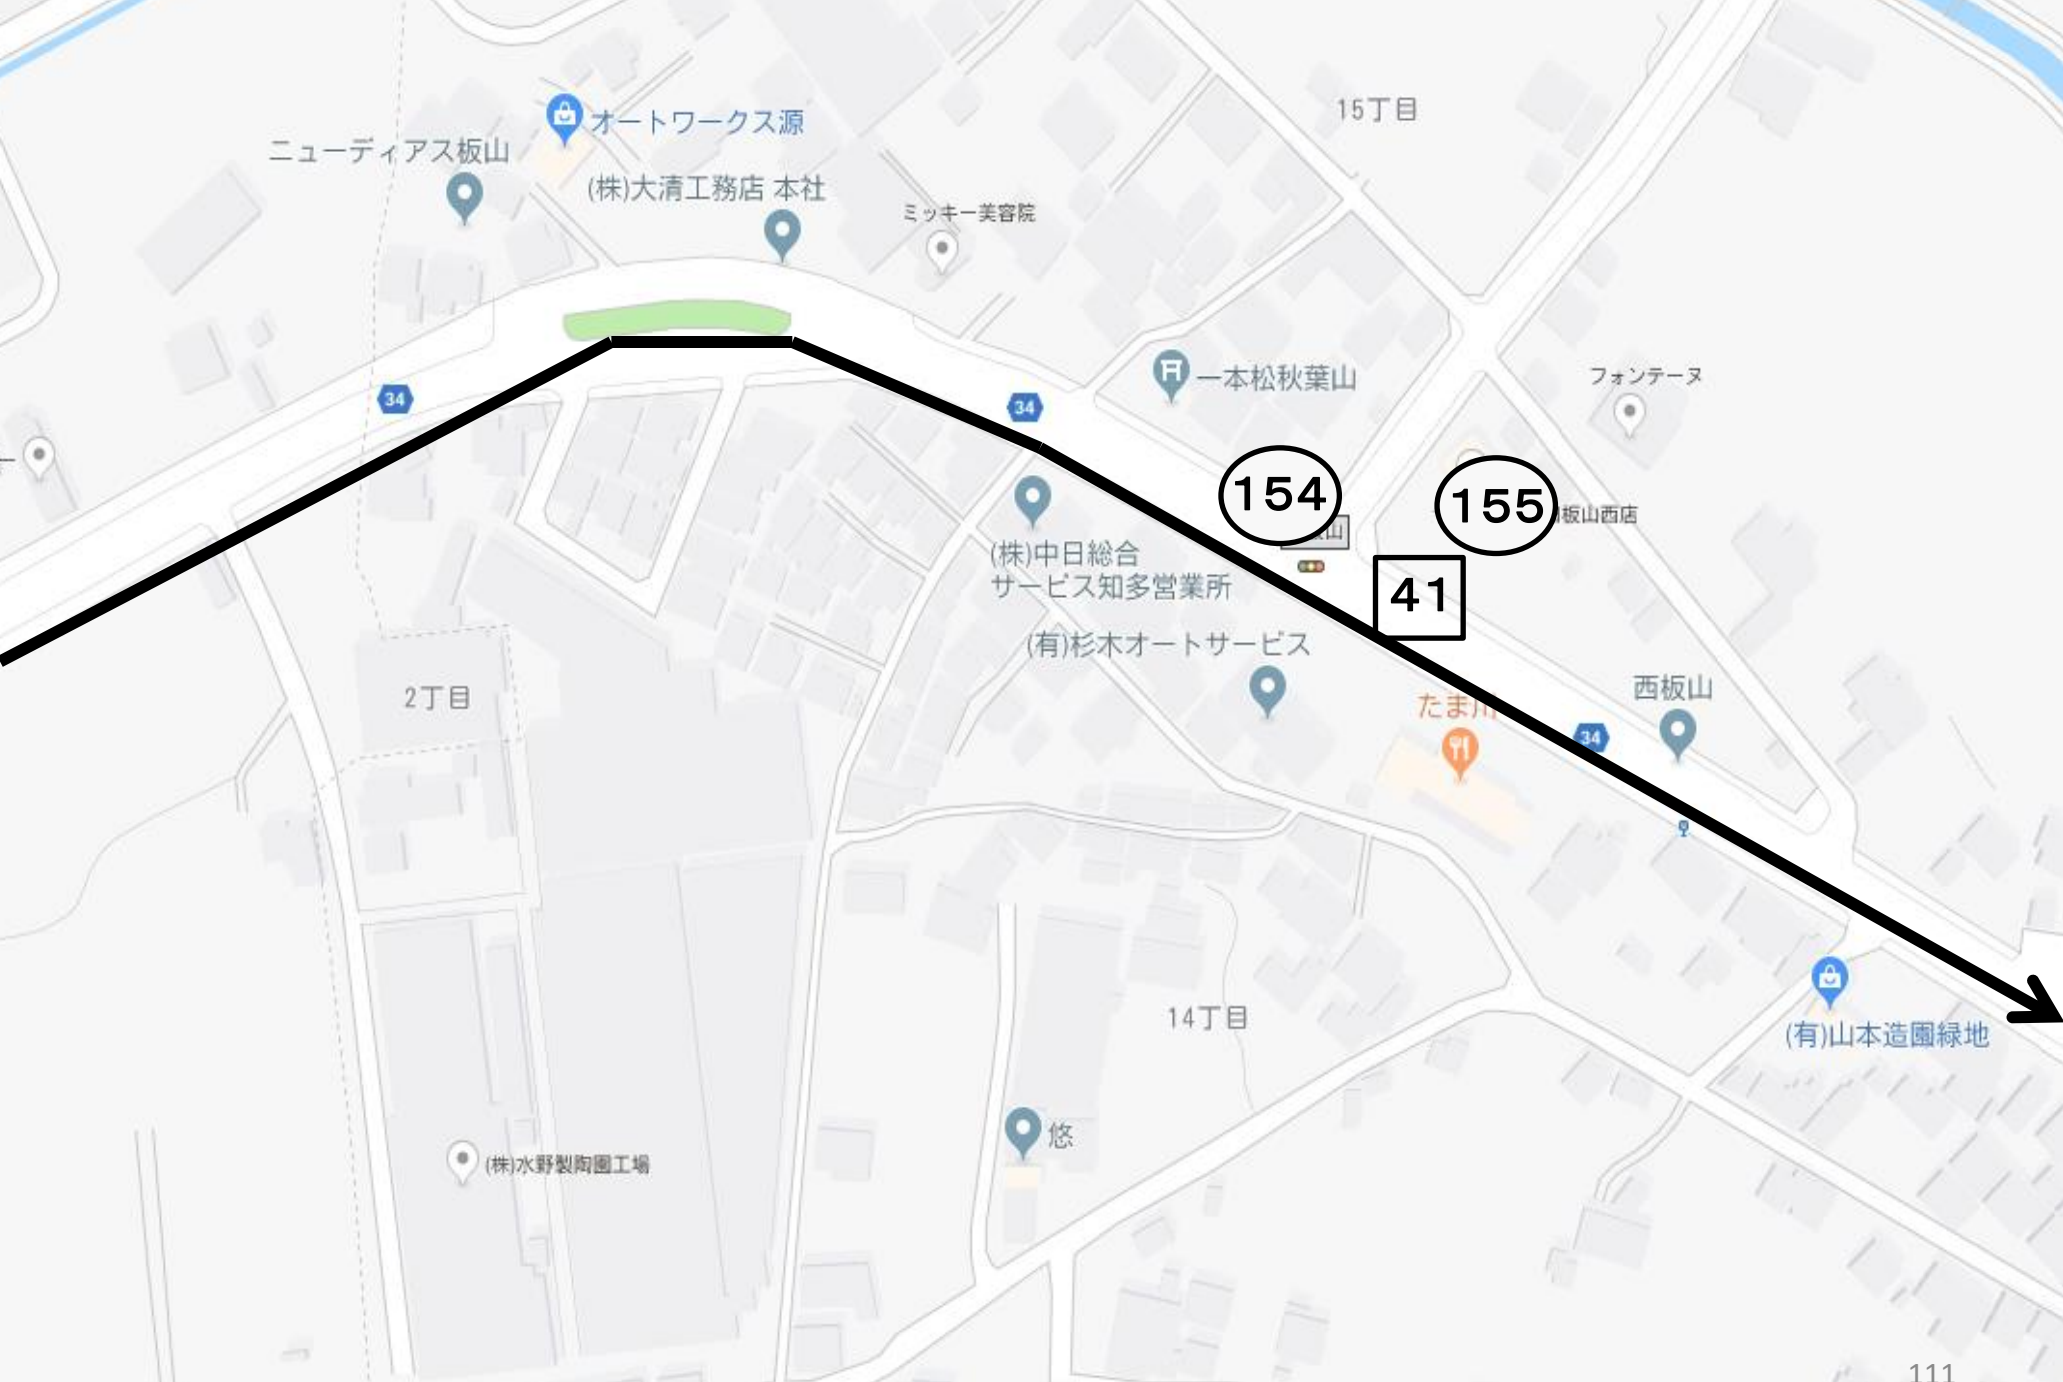 15丁目
オートワークス源
ニューディアス板山
(株)大清工務店 本社
ミッキー美容院
一本松秋葉山
フォンテーヌ
34
34
154
155
板山西店
山
(株)中日総合
サービス知多営業所
41
(有)杉木オートサービス
2丁目
西板山
たま川
34
14丁目
(有)山本造園緑地
悠
(株)水野製陶園工場
111